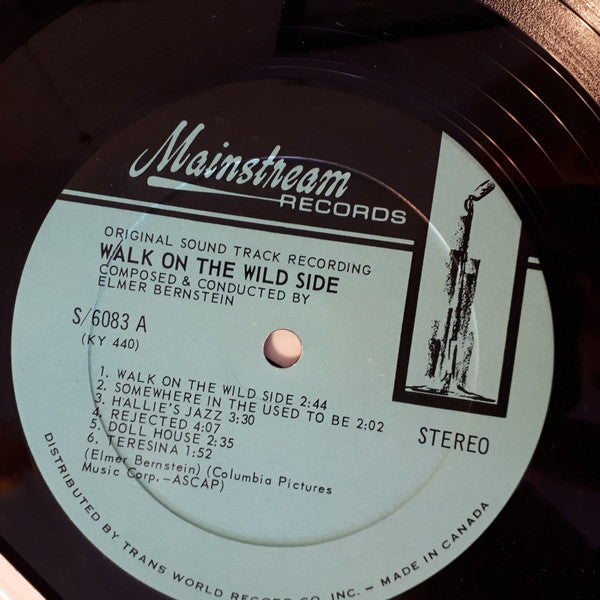 Mainstream
RECORDS
ORIGINAL SOUND TRACK RECORDING
WALK ON THE WILD SIDE
COMPOSED & CONDUCTED BY
ELMER BERNSTEIN
S/6083 A
(KY 440)
1. WALK ON THE WILD SIDE 2:44
2. SOMEWHERE IN THE USED TO BE 2:02
3. HALLIE'S JAZZ 3:30
4. REJECTED 4:07
5. DOLL HOUSE 2:35
6. TERESINA 1:52
(Elmer Bernstein) (Columbia Pictures
Music Corp.-ASCAP)
STEREO
DISTRIBUTED BY TRANS WORLD RECORD CO. INC. - MADE IN CANADA